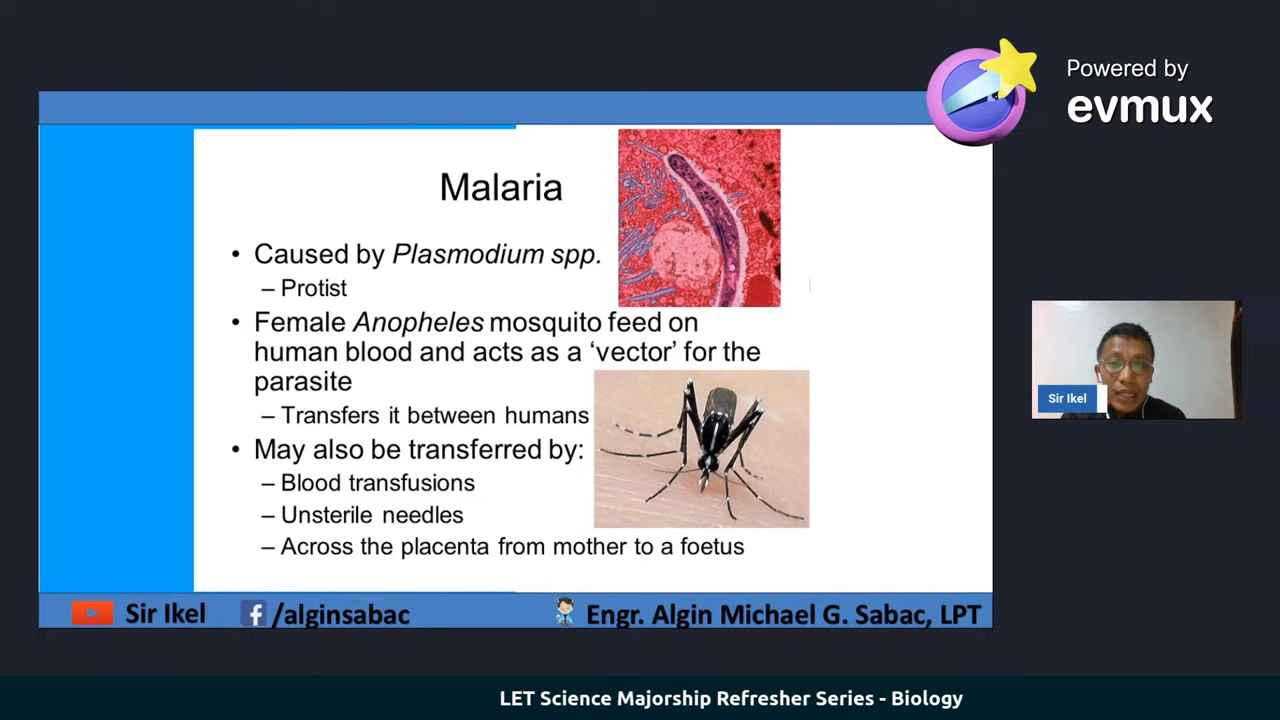 Powered by
evmux
Malaria
• Caused by Plasmodium spp.
– Protist
• Female Anopheles mosquito feed on
human blood and acts as a ‘vector’ for the
parasite
– Transfers it between humans
• May also be transferred by:
– Blood transfusions
– Unsterile needles
– Across the placenta from mother to a foetus
Sir Ikel
Sir Ikel
/alginsabac
Engr. Algin Michael G. Sabac, LPT
LET Science Majorship Refresher Series - Biology